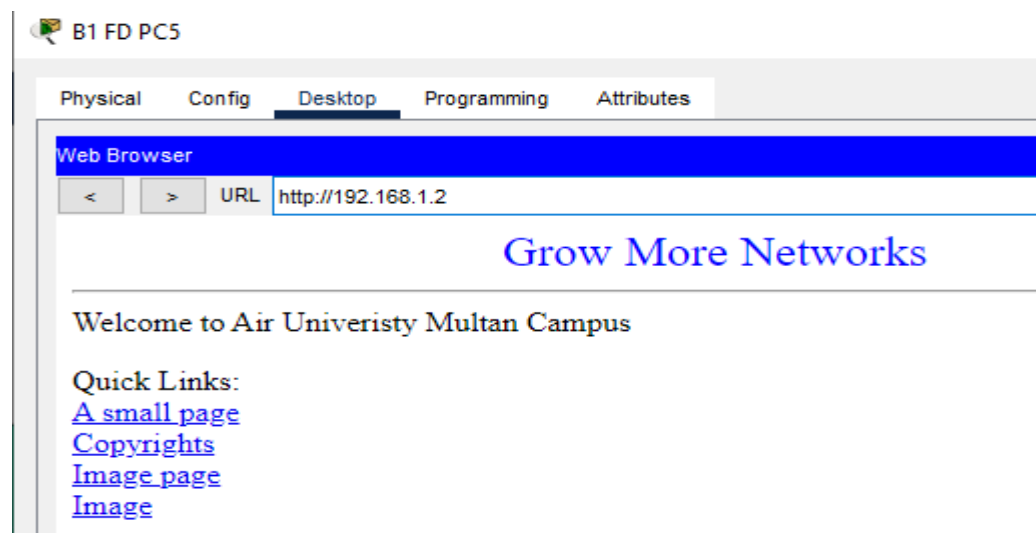 B1 FD PC5
Physical Config Desktop Programming Attributes
Web Browser
< > URL http://192.168.1.2
Grow More Networks
Welcome to Air Univeristy Multan Campus
Quick Links:
A small page
Copyrights
Image page
Image